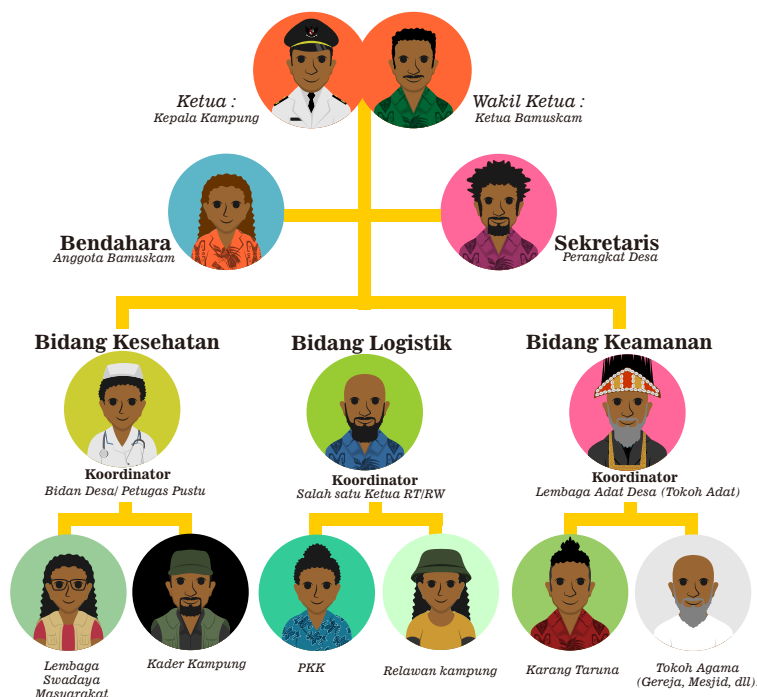 Ketua :
Kepala Kampung
Wakil Ketua :
Ketua Bamuskam
Bendahara
Anggota Bamuskam
Sekretaris
Perangkat Desa
Bidang Kesehatan
Koordinator
Bidan Desa/ Petugas Pustu
Bidang Logistik
Koordinator
Salah satu Ketua RT/RW
Bidang Keamanan
Koordinator
Lembaga Adat Desa (Tokoh Adat)
Lembaga
Swadaya
Masyarakat
Kader Kampung
PKK
Relawan kampung
Karang Taruna
Tokoh Agama
(Gereja, Mesjid, dll).